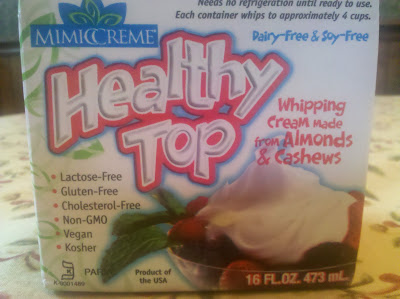 Needs no refrigeration until ready to use.
Each container whips to approximately 4 cups.
MIMICCREME®
Dairy-Free & Soy-Free
Healthy
Top
Whipping
Cream made
from Almonds
& Cashews
• Lactose-Free
• Gluten-Free
• Cholesterol-Free
• Non-GMO
• Vegan
• Kosher
Product of
the USA
16 FL.OZ. 473 mL.